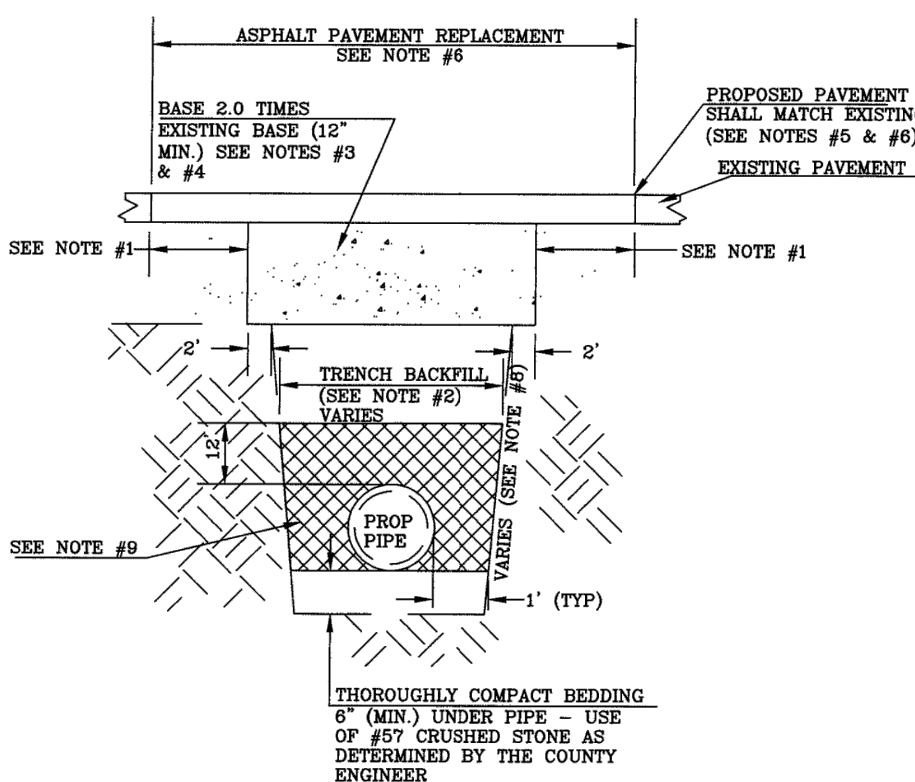 ASPHALT PAVEMENT REPLACEMENT
SEE NOTE #6
BASE 2.0 TIMES
EXISTING BASE (12"
MIN.) SEE NOTES #3
& #4
PROPOSED PAVEMENT
SHALL MATCH EXISTING
(SEE NOTES #5 & #6)
EXISTING PAVEMENT
SEE NOTE #1
SEE NOTE #1
2'
2'
TRENCH BACKFILL
(SEE NOTE #2)
VARIES
VARIES (SEE NOTE #8)
12'
PROP
PIPE
SEE NOTE #9
1' (TYP)
THOROUGHLY COMPACT BEDDING
6" (MIN.) UNDER PIPE - USE
OF #57 CRUSHED STONE AS
DETERMINED BY THE COUNTY
ENGINEER